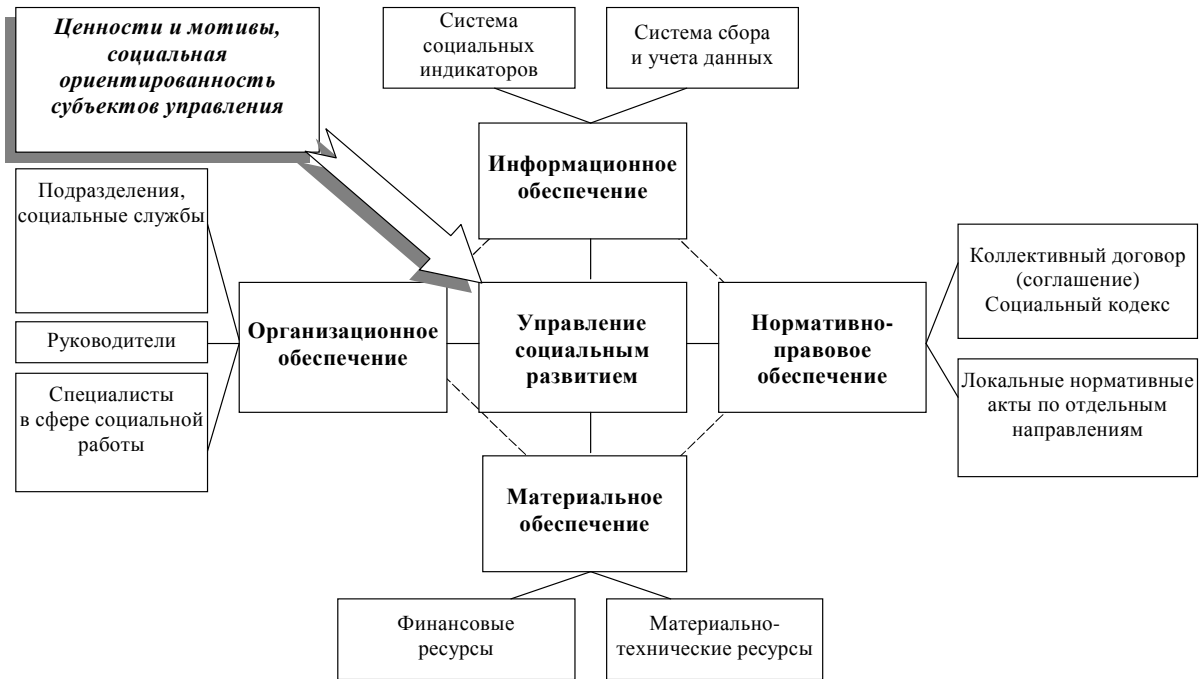 Ценности и мотивы,
социальная
ориентированность
субъектов управления
Система
социальных
индикаторов
Система сбора
и учета данных
Информационное
обеспечение
Подразделения,
социальные службы
Руководители
Специалисты
в сфере социальной
работы
Организационное
обеспечение
Управление
социальным
развитием
Нормативно-
правовое
обеспечение
Коллективный договор
(соглашение)
Социальный кодекс
Локальные нормативные
акты по отдельным
направлениям
Материальное
обеспечение
Финансовые
ресурсы
Материально-
технические ресурсы